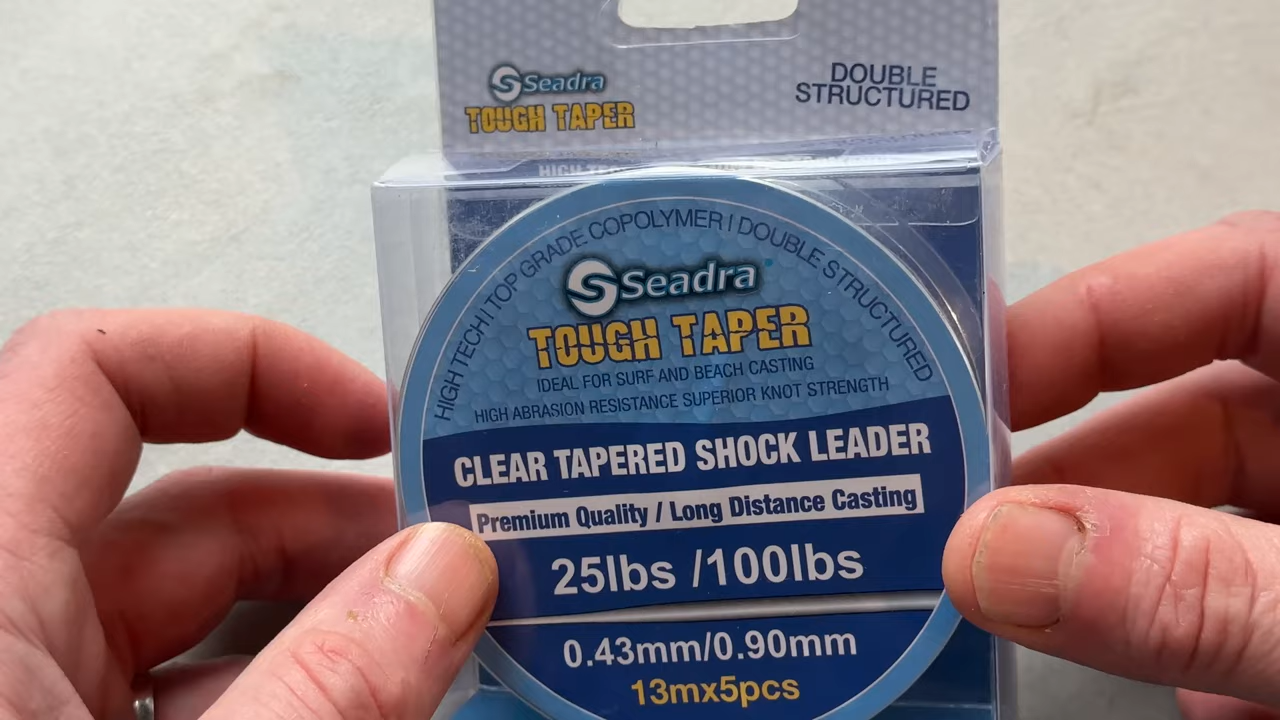 Seadra
TOUGH TAPER
DOUBLE
STRUCTURED
HIGH TECH | TOP GRADE COPOLYMER | DOUBLE STRUCTURED
Seadra
TOUGH TAPER
IDEAL FOR SURF AND BEACH CASTING
HIGH ABRASION RESISTANCE SUPERIOR KNOT STRENGTH
CLEAR TAPERED SHOCK LEADER
Premium Quality / Long Distance Casting
25lbs /100lbs
0.43mm/0.90mm
13mx5pcs